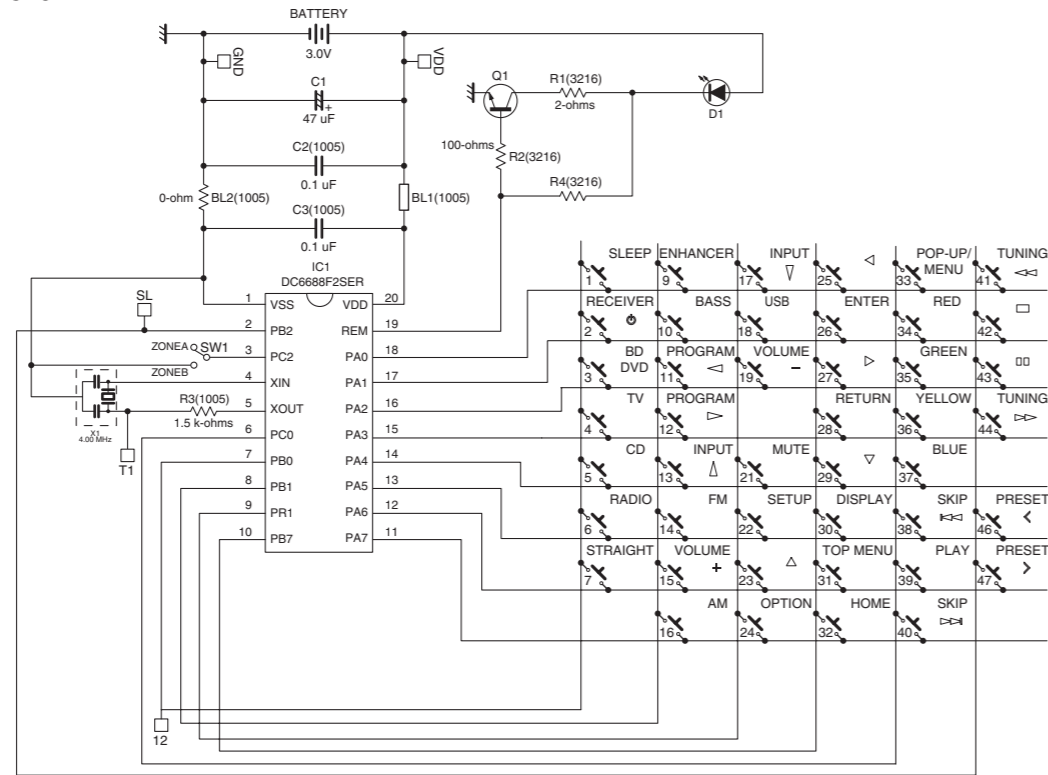 BATTERY
3.0V
GND
VDD
C1
47 uF
+
C2(1005)
0.1 uF
0-ohm
BL2(1005)
BL1(1005)
C3(1005)
0.1 uF
Q1
R1(3216)
2-ohms
D1
100-ohms
R2(3216)
R4(3216)
IC1
DC6688F2SER
1 VSS VDD 20
2 PB2 REM 19
3 PC2 PA0 18
4 XIN PA1 17
5 XOUT PA2 16
6 PC0 PA3 15
7 PB0 PA4 14
8 PB1 PA5 13
9 PR1 PA6 12
10 PB7 PA7 11
SL
ZONEA
SW1
ZONEB
R3(1005)
1.5 k-ohms
X1
4.00 MHz
T1
12
SLEEP ENHANCER INPUT POP-UP/ TUNING
MENU
1 9 17 25 33 41
RECEIVER BASS USB ENTER RED
2 10 18 26 34 42
BD PROGRAM VOLUME GREEN
DVD −
3 11 19 27 35 43
TV PROGRAM RETURN YELLOW TUNING
4 12 28 36 44
CD INPUT MUTE BLUE
5 13 21 29 37
RADIO FM SETUP DISPLAY SKIP PRESET
6 14 22 30 38 46
STRAIGHT VOLUME TOP MENU PLAY PRESET
+
7 15 23 31 39 47
AM OPTION HOME SKIP
16 24 32 40